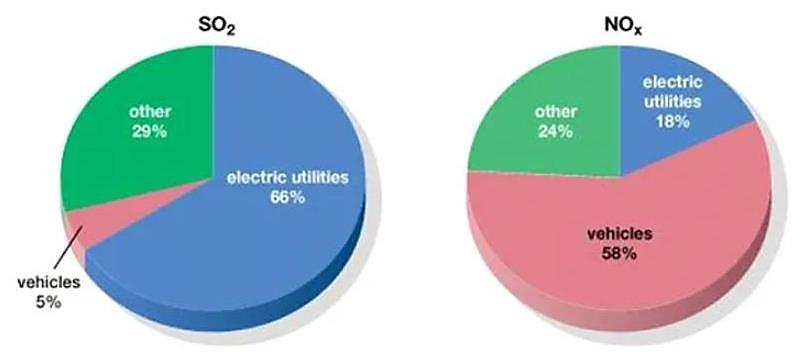 SO₂
other
29%
electric utilities
66%
vehicles
5%
NOₓ
electric
utilities
18%
other
24%
vehicles
58%